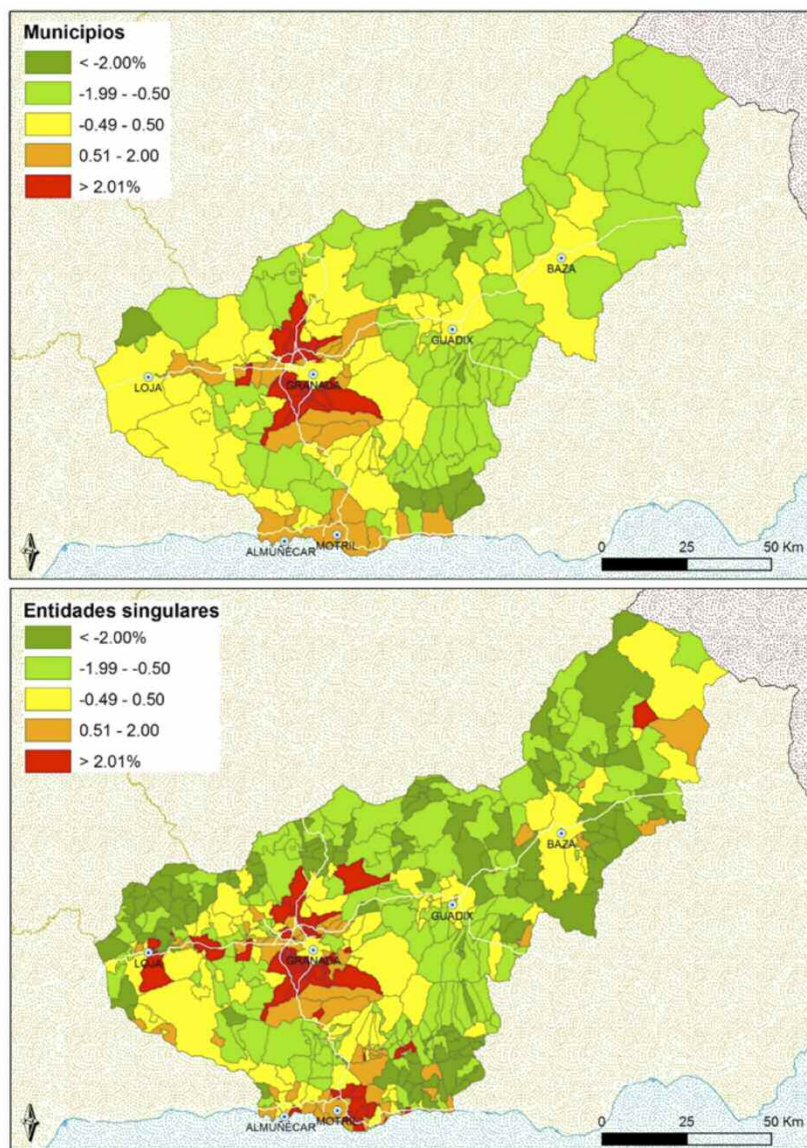 Municipios
< -2.00%
-1.99 - -0.50
-0.49 - 0.50
0.51 - 2.00
> 2.01%
BAZA
GUADIX
LOJA
GRANADA
ALMUÑÉCAR
MOTRIL
0 25 50 Km
Entidades singulares
< -2.00%
-1.99 - -0.50
-0.49 - 0.50
0.51 - 2.00
> 2.01%
BAZA
GUADIX
LOJA
GRANADA
ALMUÑÉCAR
MOTRIL
0 25 50 Km